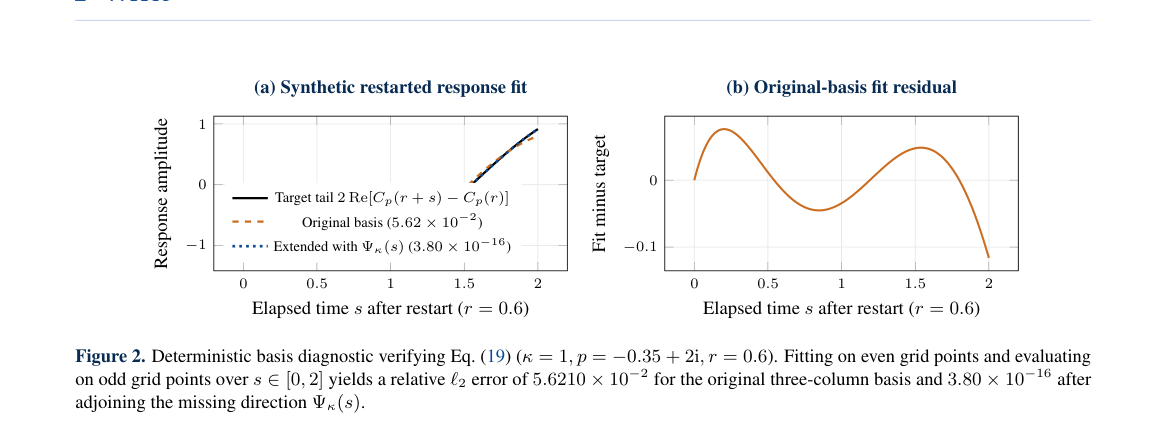 (a) Synthetic restarted response fit
Response amplitude
1
0
−1
Target tail 2 Re[C_p(r + s) − C_p(r)]
Original basis (5.62 × 10^−2)
Extended with Ψ_κ(s) (3.80 × 10^−16)
0 0.5 1 1.5 2
Elapsed time s after restart (r = 0.6)
(b) Original-basis fit residual
Fit minus target
0
−0.1
0 0.5 1 1.5 2
Elapsed time s after restart (r = 0.6)
Figure 2. Deterministic basis diagnostic verifying Eq. (19) (κ = 1, p = −0.35 + 2i, r = 0.6). Fitting on even grid points and evaluating
on odd grid points over s ∈ [0, 2] yields a relative ℓ_2 error of 5.6210 × 10^−2 for the original three-column basis and 3.80 × 10^−16 after
adjoining the missing direction Ψ_κ(s).